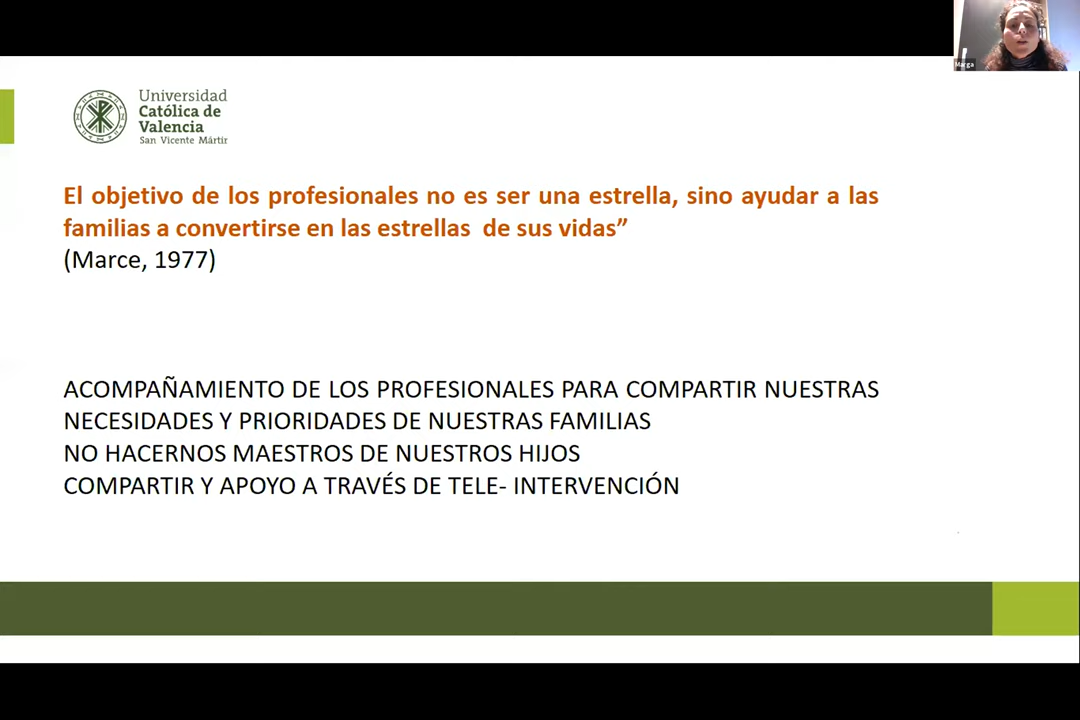 Marga
Universidad
Católica de
Valencia
San Vicente Mártir
El objetivo de los profesionales no es ser una estrella, sino ayudar a las
familias a convertirse en las estrellas de sus vidas”
(Marce, 1977)
ACOMPAÑAMIENTO DE LOS PROFESIONALES PARA COMPARTIR NUESTRAS
NECESIDADES Y PRIORIDADES DE NUESTRAS FAMILIAS
NO HACERNOS MAESTROS DE NUESTROS HIJOS
COMPARTIR Y APOYO A TRAVÉS DE TELE- INTERVENCIÓN